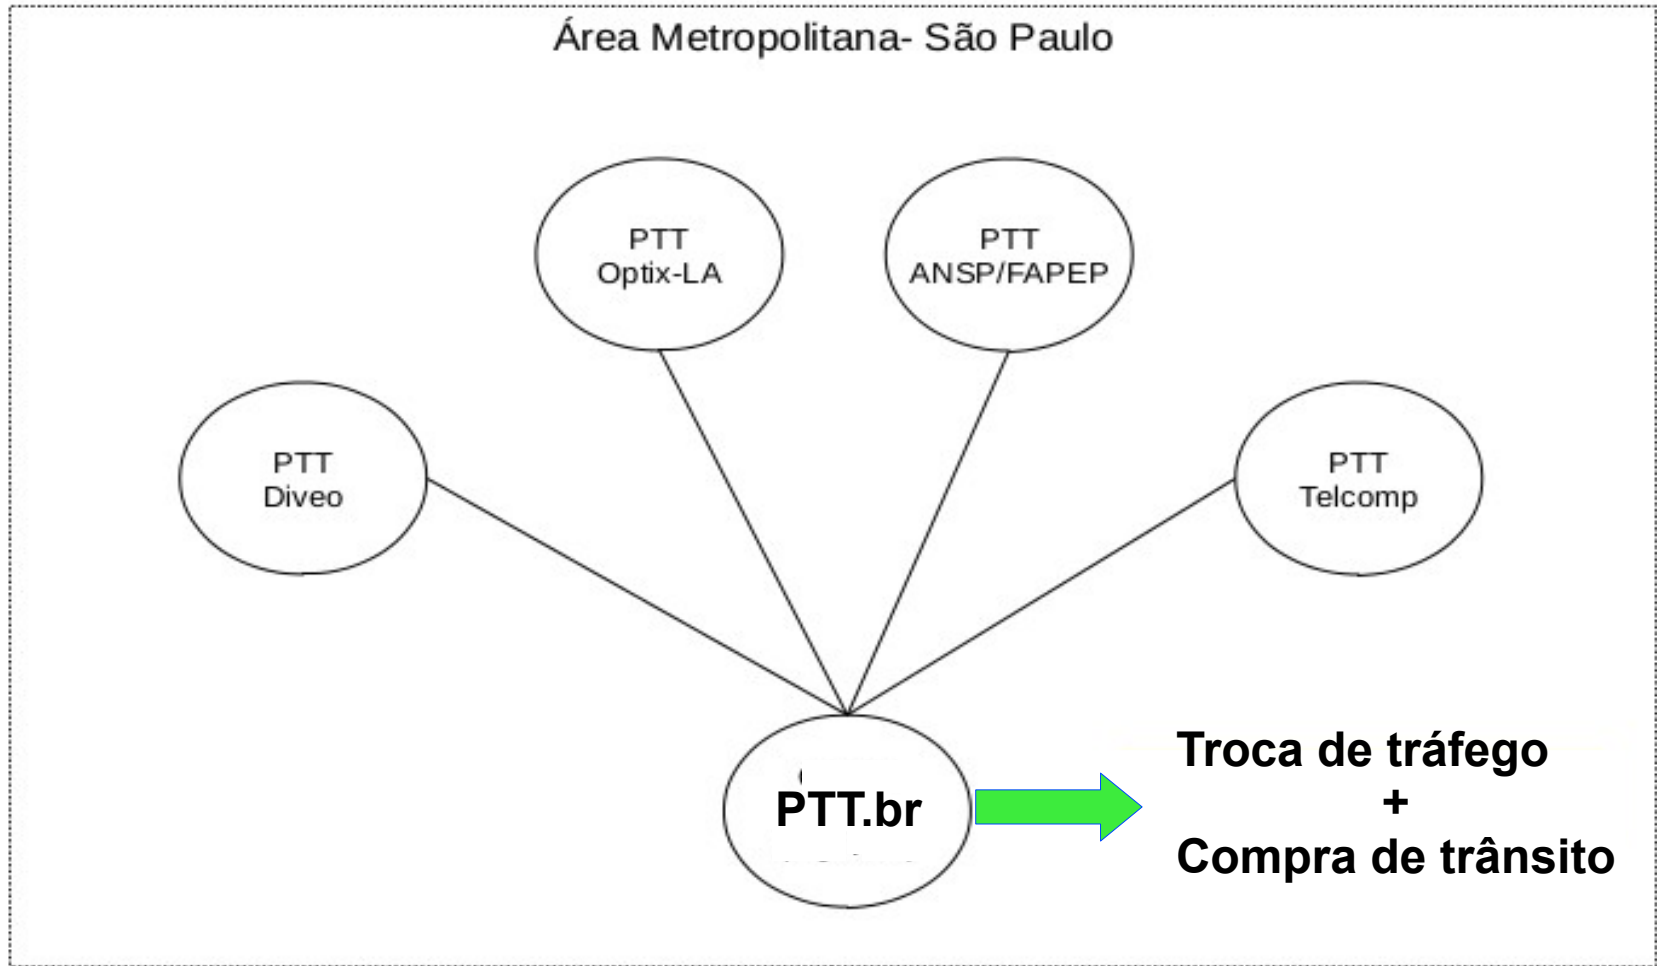 Área Metropolitana- São Paulo
PTT
Optix-LA
PTT
ANSP/FAPEP
PTT
Diveo
PTT
Telcomp
PTT.br
Troca de tráfego
+
Compra de trânsito